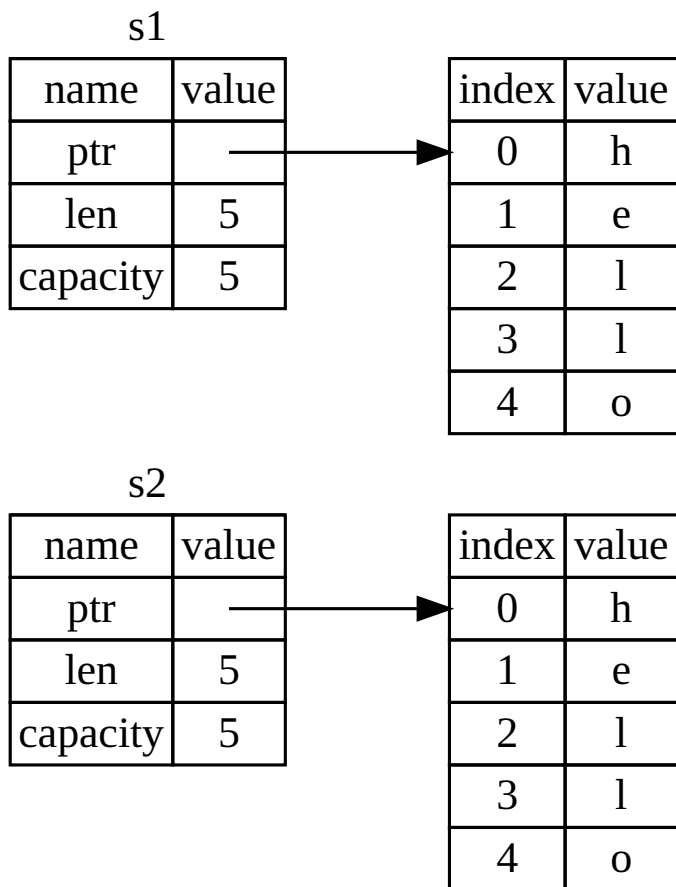 s1
name value
ptr
len 5
capacity 5
index value
0 h
1 e
2 l
3 l
4 o
s2
name value
ptr
len 5
capacity 5
index value
0 h
1 e
2 l
3 l
4 o